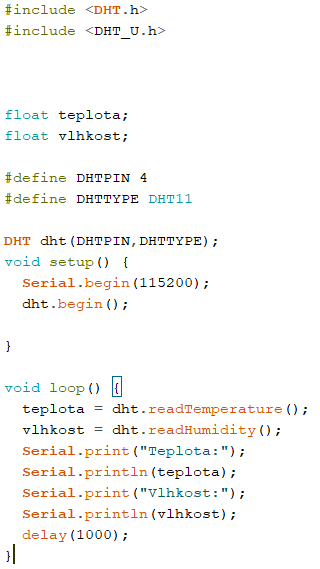 #include <DHT.h>
#include <DHT_U.h>
float teplota;
float vlhkost;
#define DHTPIN 4
#define DHTTYPE DHT11
DHT dht(DHTPIN,DHTTYPE);
void setup() {
  Serial.begin(115200);
  dht.begin();
}
void loop() {
  teplota = dht.readTemperature();
  vlhkost = dht.readHumidity();
  Serial.print("Teplota:");
  Serial.println(teplota);
  Serial.print("Vlhkost:");
  Serial.println(vlhkost);
  delay(1000);
}